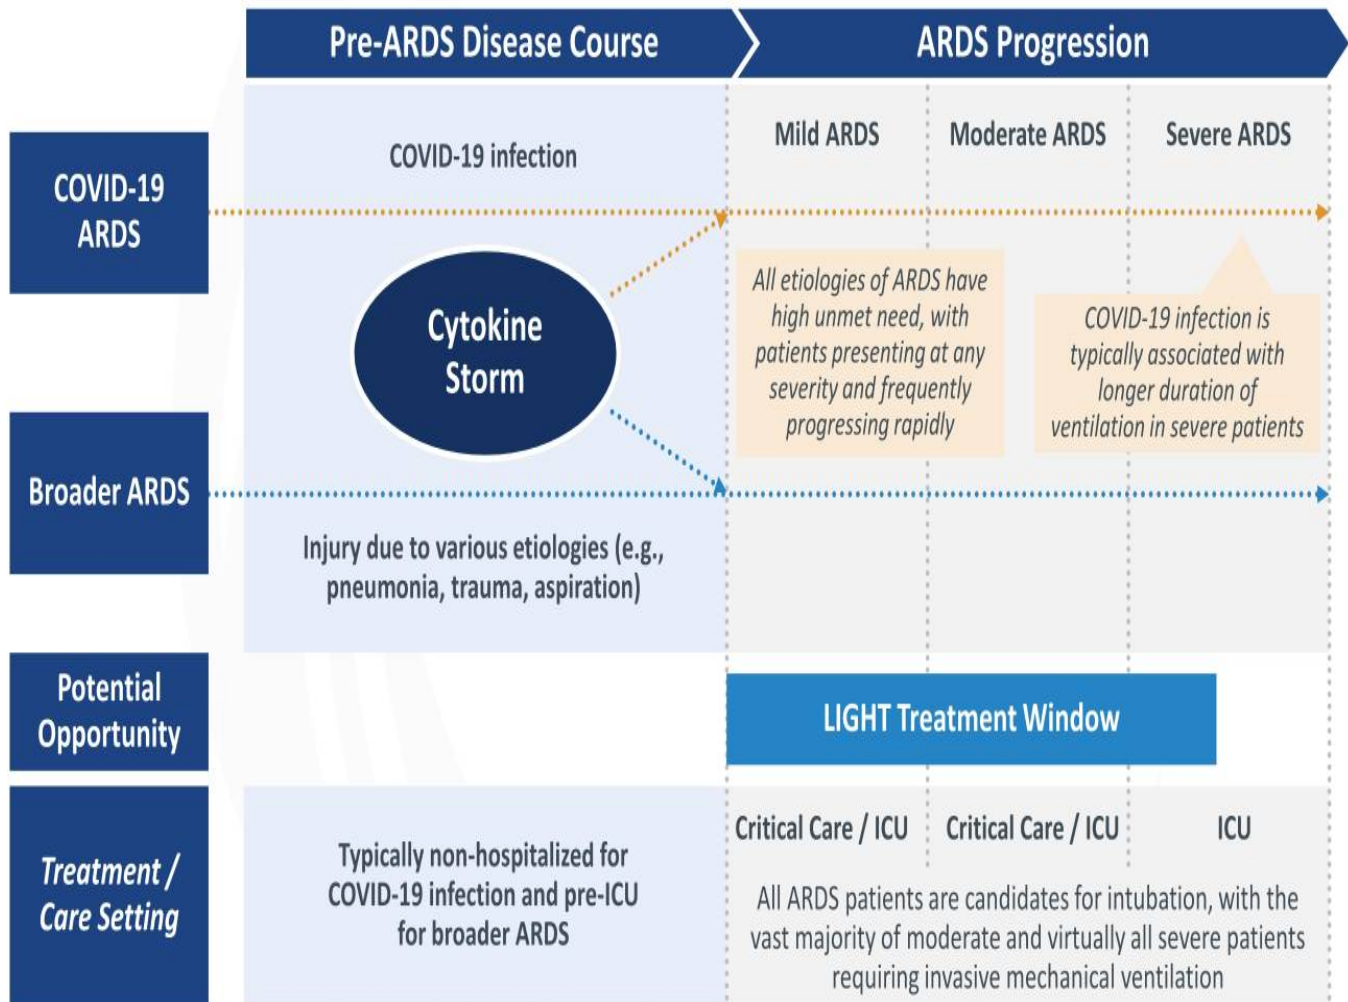 Pre-ARDS Disease Course
ARDS Progression
Mild ARDS
Moderate ARDS
Severe ARDS
COVID-19
ARDS
COVID-19 infection
Cytokine
Storm
All etiologies of ARDS have
high unmet need, with
patients presenting at any
severity and frequently
progressing rapidly
COVID-19 infection is
typically associated with
longer duration of
ventilation in severe patients
Broader ARDS
Injury due to various etiologies (e.g.,
pneumonia, trauma, aspiration)
Potential
Opportunity
LIGHT Treatment Window
Treatment /
Care Setting
Typically non-hospitalized for
COVID-19 infection and pre-ICU
for broader ARDS
Critical Care / ICU
Critical Care / ICU
ICU
All ARDS patients are candidates for intubation, with the
vast majority of moderate and virtually all severe patients
requiring invasive mechanical ventilation